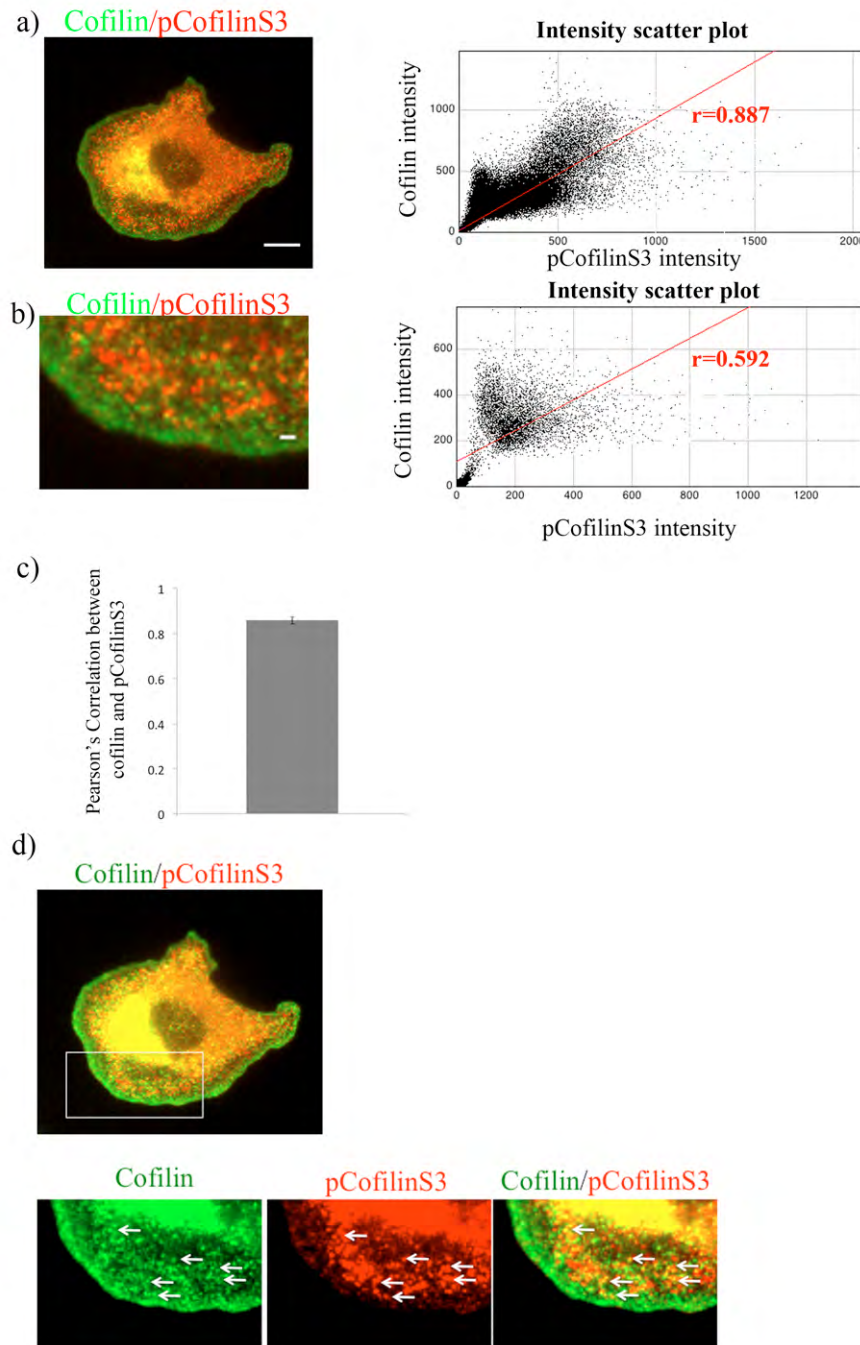 a)
Cofilin/pCofilinS3
Intensity scatter plot
Cofilin intensity
1000
500
0
r=0.887
0 500 1000 1500 2000
pCofilinS3 intensity
b)
Cofilin/pCofilinS3
Intensity scatter plot
Cofilin intensity
600
400
200
0
r=0.592
0 200 400 600 800 1000 1200
pCofilinS3 intensity
c)
Pearson's Correlation between
cofilin and pCofilinS3
1
0.8
0.6
0.4
0.2
0
d)
Cofilin/pCofilinS3
Cofilin
pCofilinS3
Cofilin/pCofilinS3